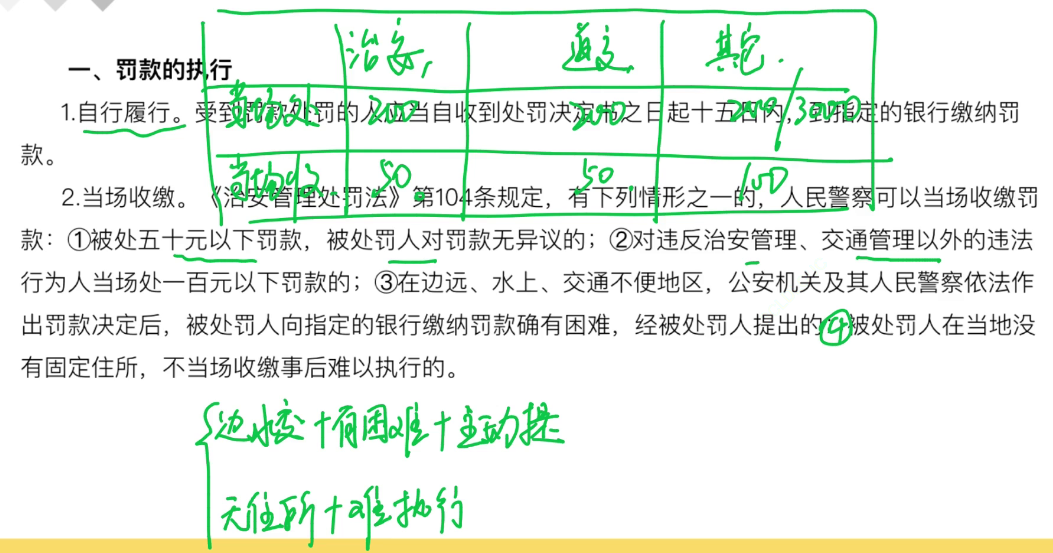 治安, 道交, 其它.
一、罚款的执行
当场处 200 200 200/3000
1.自行履行。受到罚款处罚的人应当自收到处罚决定书之日起十五日内，到指定的银行缴纳罚
款。
当场收 50. 50. 100
2.当场收缴。《治安管理处罚法》第104条规定，有下列情形之一的，人民警察可以当场收缴罚
款：①被处五十元以下罚款，被处罚人对罚款无异议的；②对违反治安管理、交通管理以外的违法
行为人当场处一百元以下罚款的；③在边远、水上、交通不便地区，公安机关及其人民警察依法作
出罚款决定后，被处罚人向指定的银行缴纳罚款确有困难，经被处罚人提出的④被处罚人在当地没
有固定住所，不当场收缴事后难以执行的。
边水交+有困难+主动提
无住所+难执行